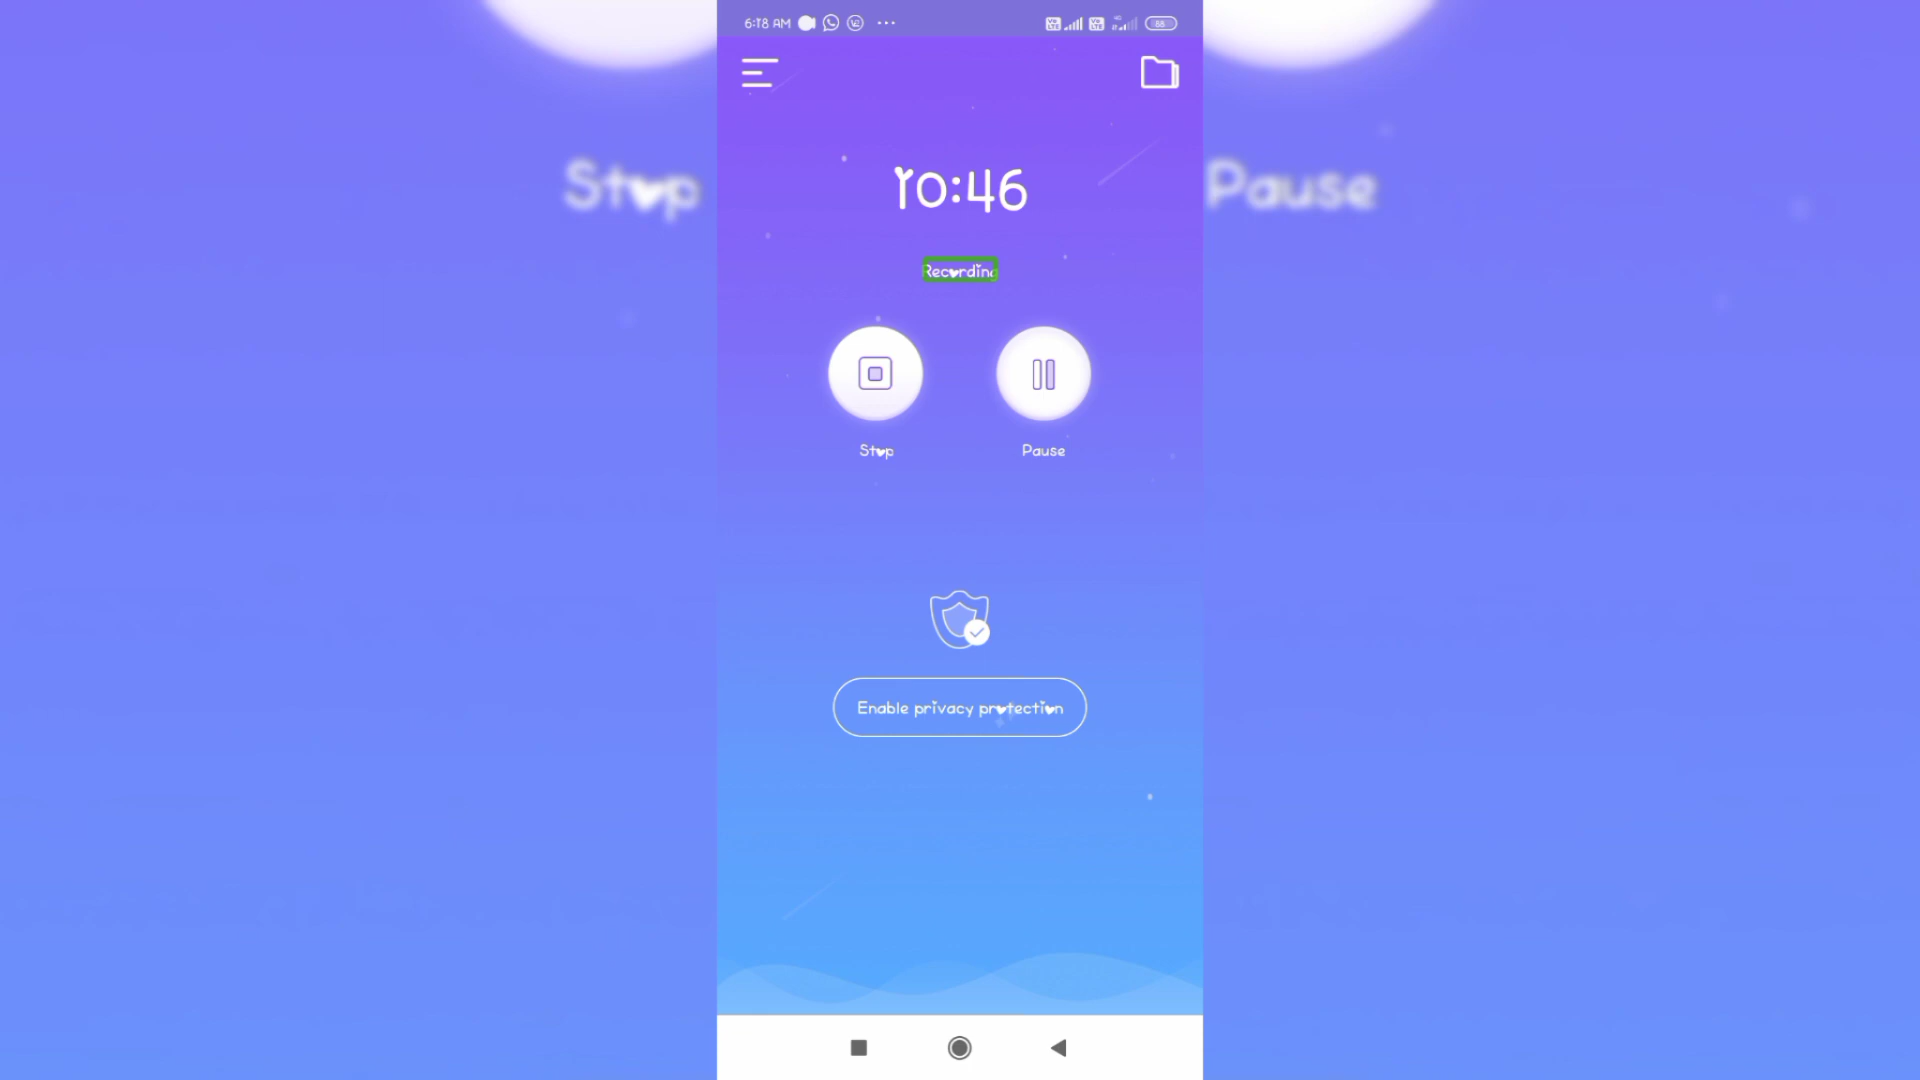 6:18 AM
10:46
Recording
Stop
Pause
Stop
Pause
Enable privacy protection